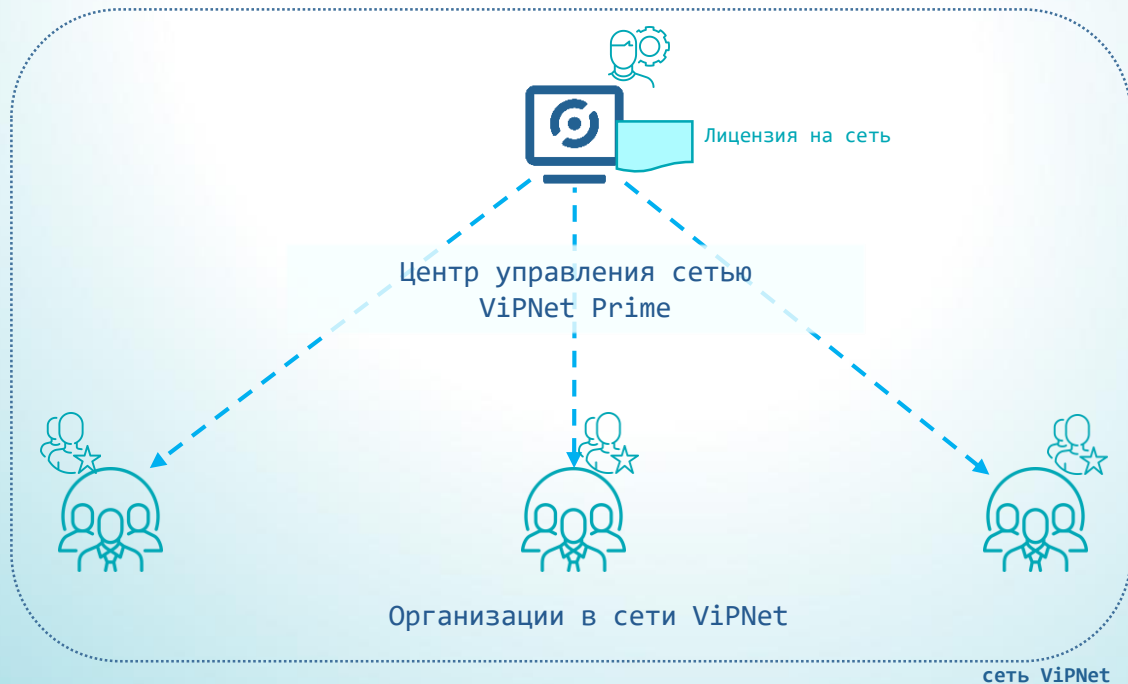 Лицензия на сеть
Центр управления сетью
ViPNet Prime
Организации в сети ViPNet
сеть ViPNet